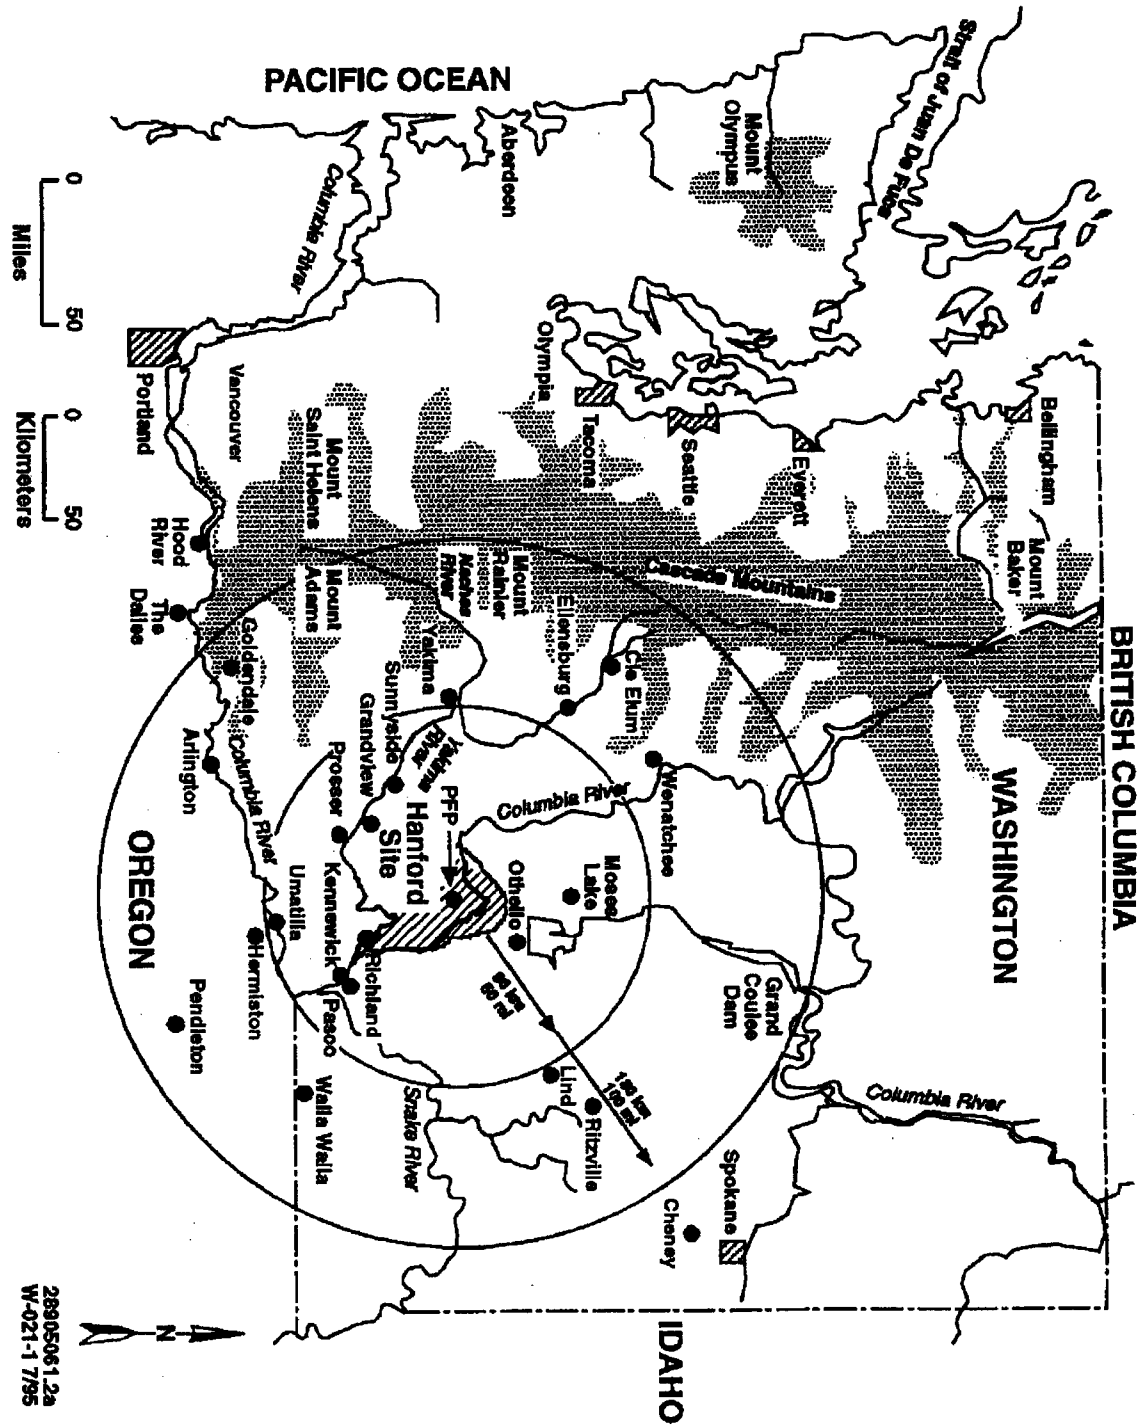 BRITISH COLUMBIA
Strait of Juan De Fuca
Bellingham
Mount
Baker
WASHINGTON
Mount
Olympus
Everett
Seattle
Cascade Mountains
Columbia River
Grand
Coulee
Dam
Spokane
Cheney
IDAHO
Tacoma
Olympia
Cle Elum
Wenatchee
Ellensburg
Moses
Lake
160 km
100 mi
Ritzville
Lind
Aberdeen
Mount
Rainier
Naches
River
Columbia River
Othello
80 km
50 mi
Yakima
Yakima
River
PFP
Hanford
Site
Sunnyside
Grandview
Prosser
Richland
Kennewick
Pasco
Snake River
PACIFIC OCEAN
Mount
Saint Helens
Mount
Adams
Walla Walla
Columbia River
Vancouver
Goldendale
Columbia River
Umatilla
Hermiston
Portland
Hood
River
The
Dalles
Arlington
Pendleton
OREGON
0
50
Miles
0
50
Kilometers
N
28905061.2a
W-021-1 7/95